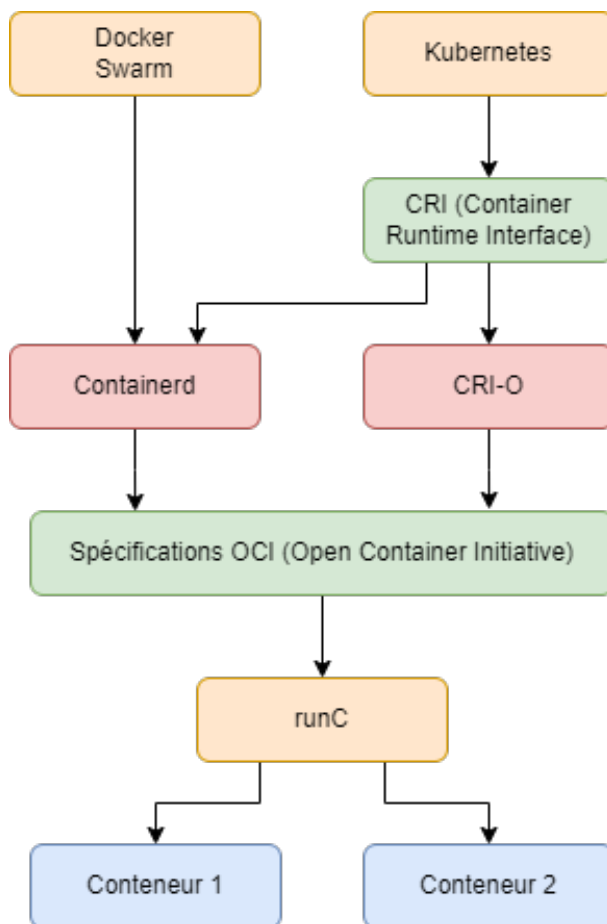 Docker
Swarm
Kubernetes
CRI (Container
Runtime Interface)
Containerd
CRI-O
Spécifications OCI (Open Container Initiative)
runC
Conteneur 1
Conteneur 2